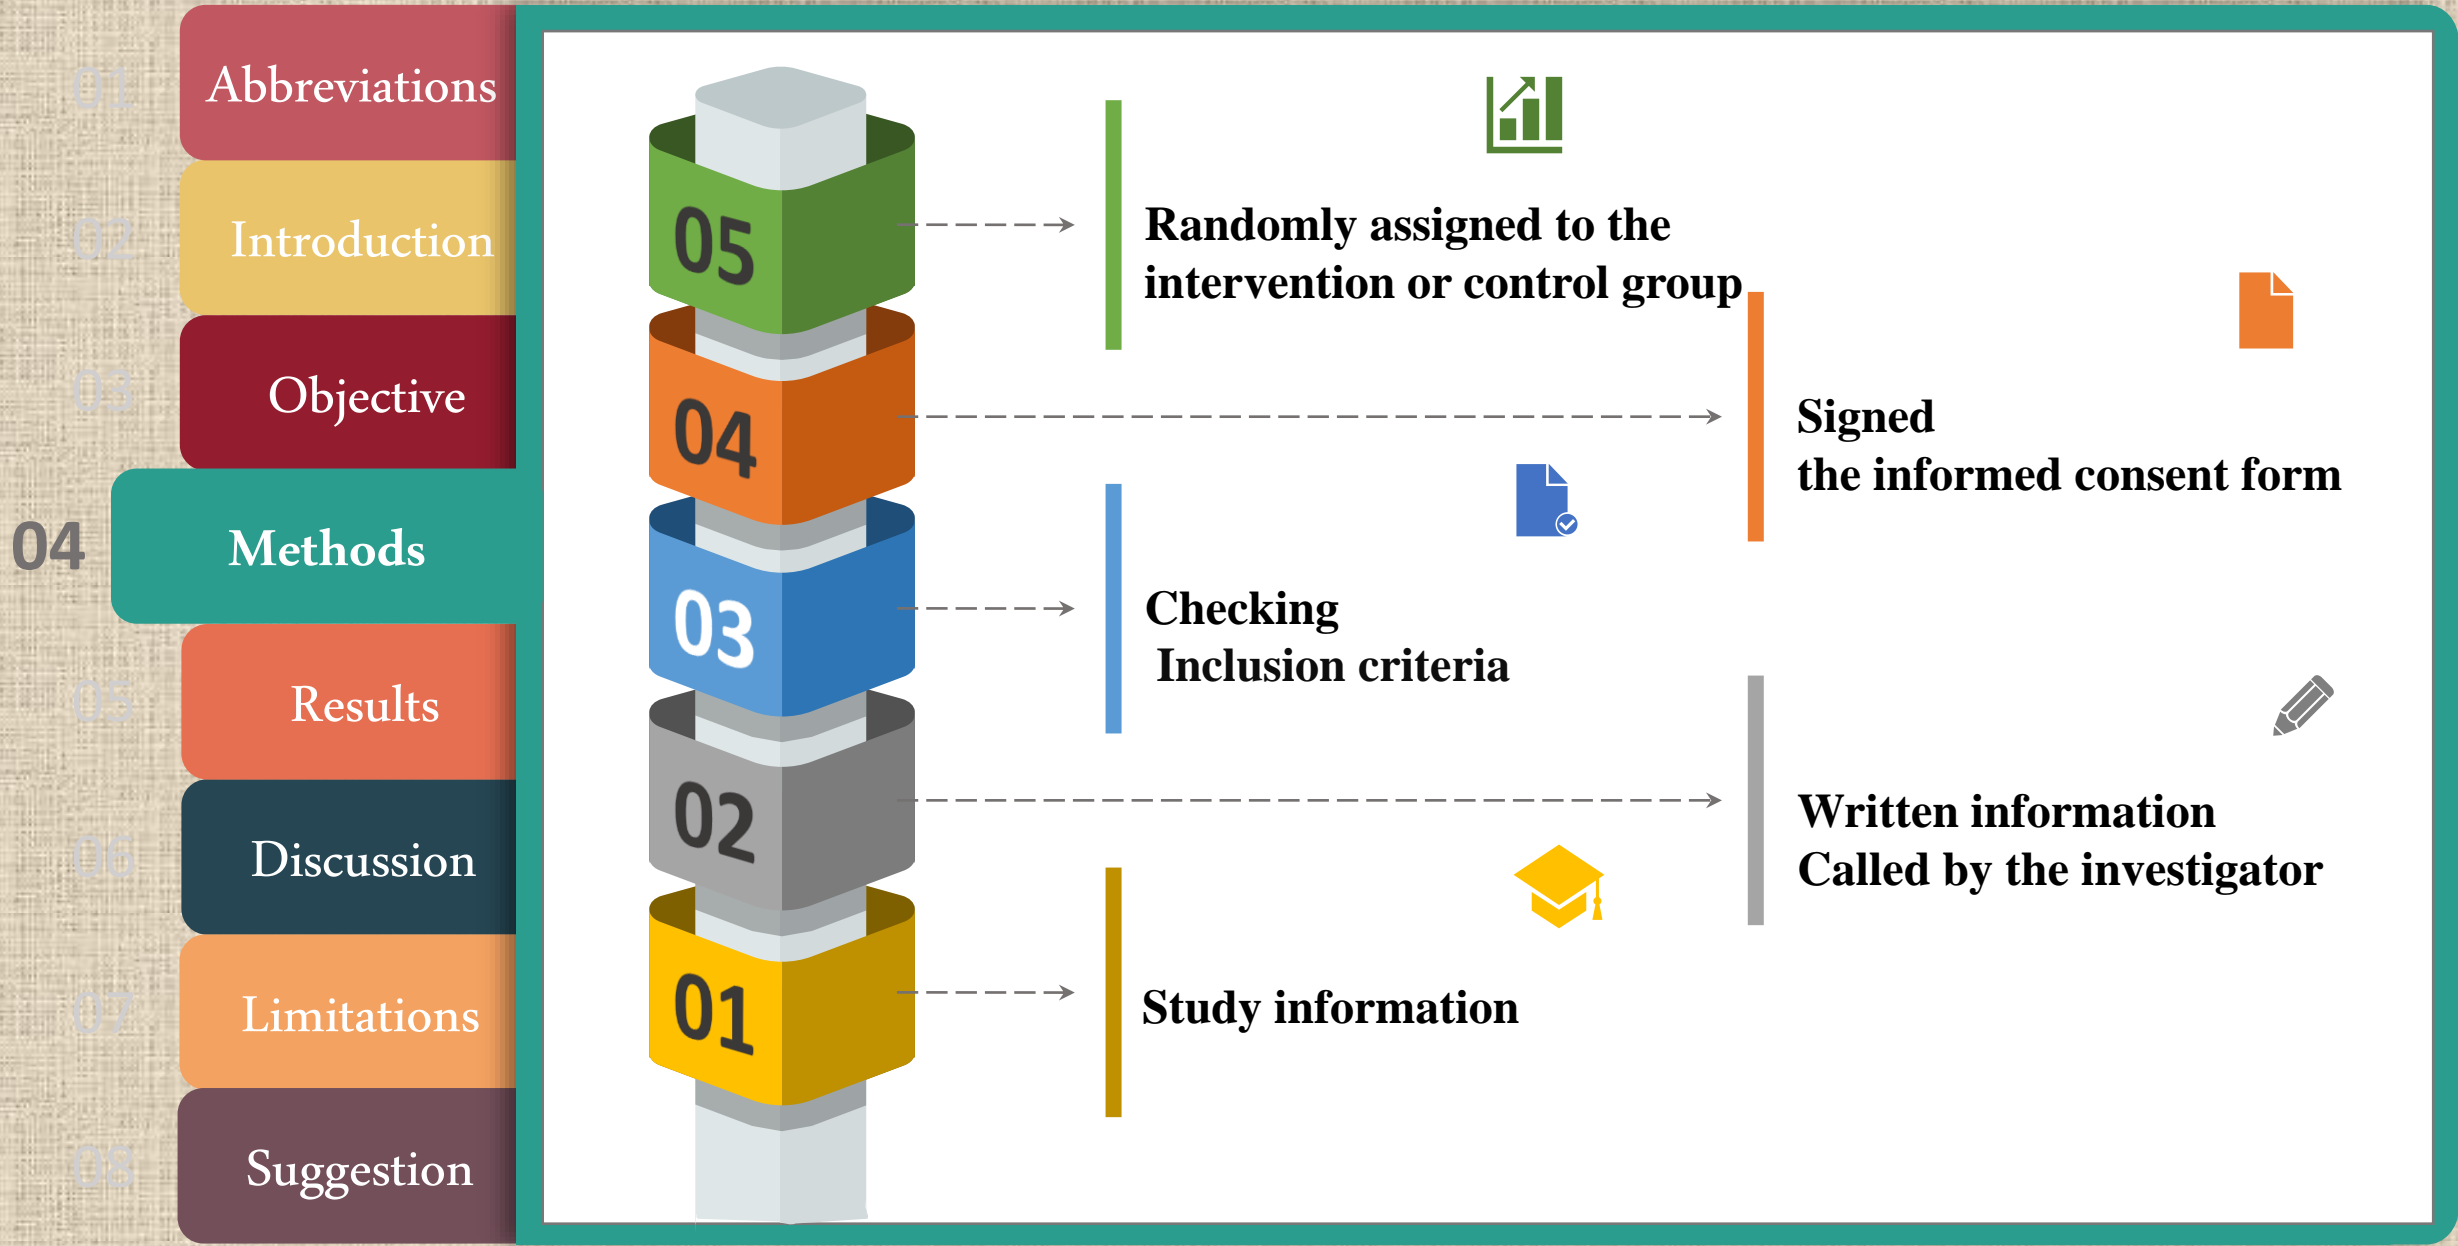 01
Abbreviations
02
Introduction
03
Objective
04
Methods
05
Results
06
Discussion
07
Limitations
08
Suggestion
05
Randomly assigned to the
intervention or control group
04
Signed
the informed consent form
03
Checking
Inclusion criteria
02
Written information
Called by the investigator
01
Study information